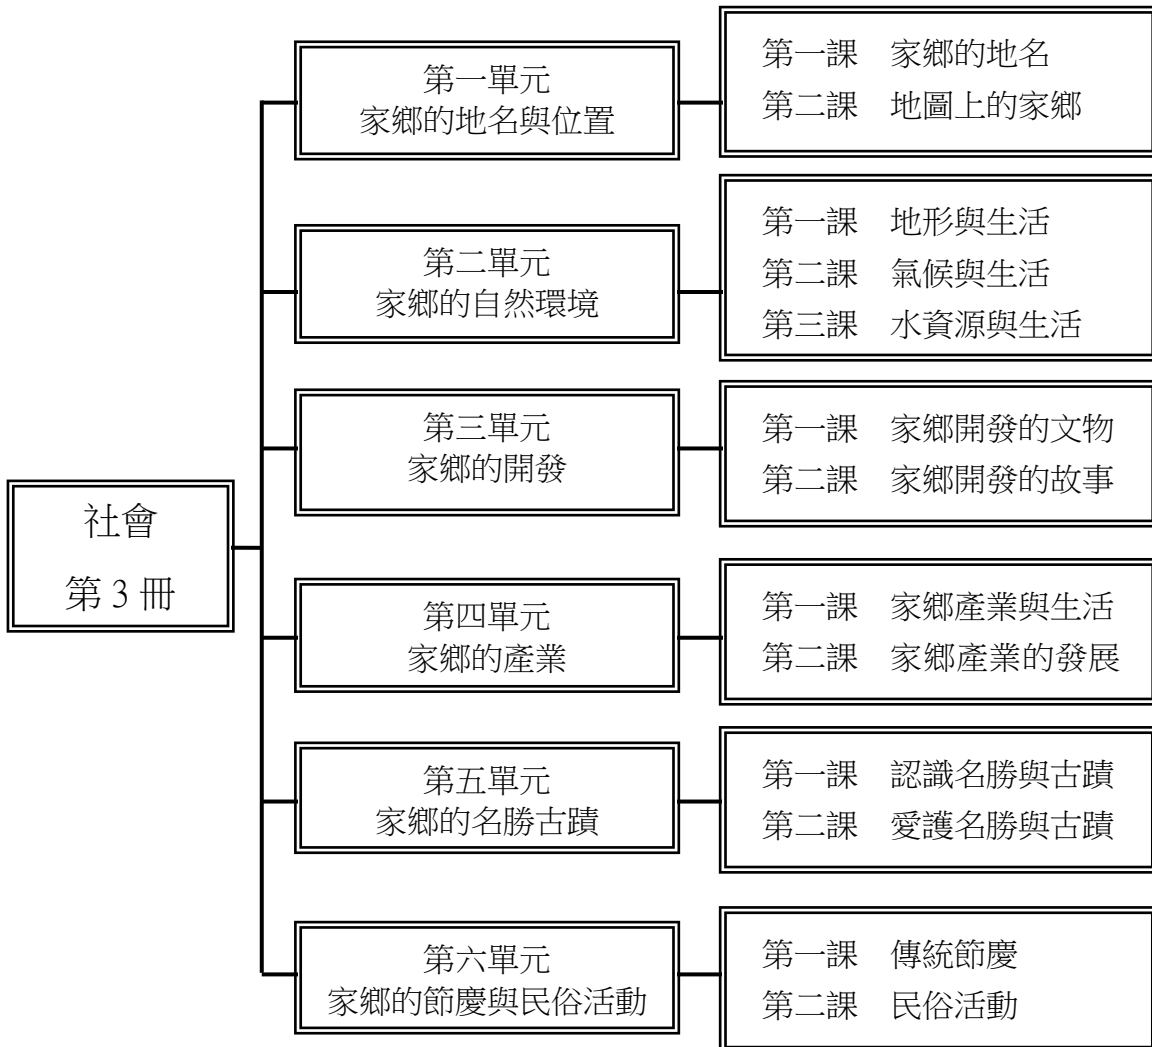 社會
第 3 冊
第一單元
家鄉的地名與位置
第一課　家鄉的地名
第二課　地圖上的家鄉
第二單元
家鄉的自然環境
第一課　地形與生活
第二課　氣候與生活
第三課　水資源與生活
第三單元
家鄉的開發
第一課　家鄉開發的文物
第二課　家鄉開發的故事
第四單元
家鄉的產業
第一課　家鄉產業與生活
第二課　家鄉產業的發展
第五單元
家鄉的名勝古蹟
第一課　認識名勝與古蹟
第二課　愛護名勝與古蹟
第六單元
家鄉的節慶與民俗活動
第一課　傳統節慶
第二課　民俗活動